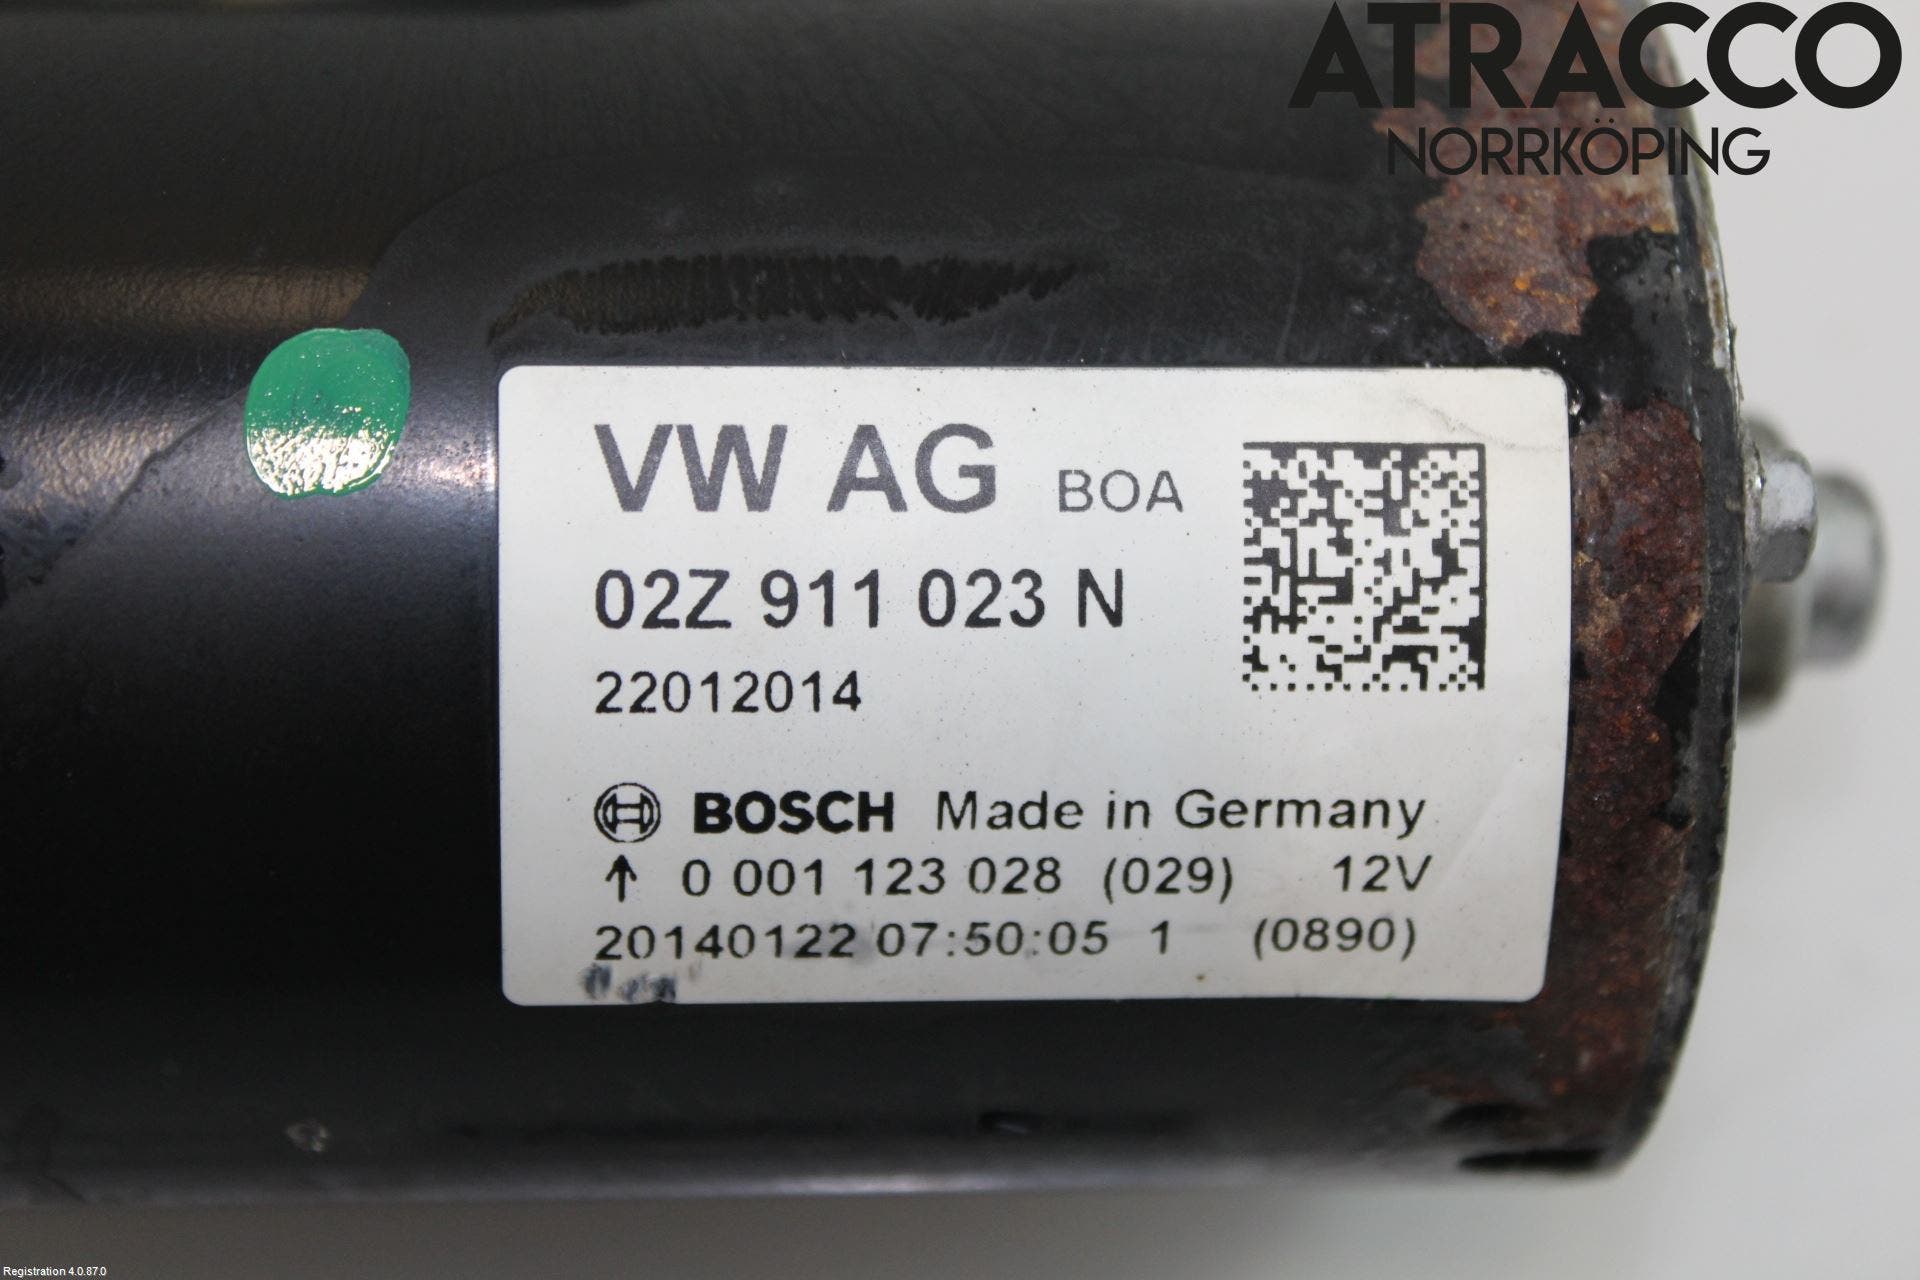 ATRACCO
NORRKÖPING
VW AG BOA
02Z 911 023 N
22012014
BOSCH Made in Germany
↑ 0 001 123 028 (029) 12V
20140122 07:50:05 1 (0890)
Registration 4.0.87.0